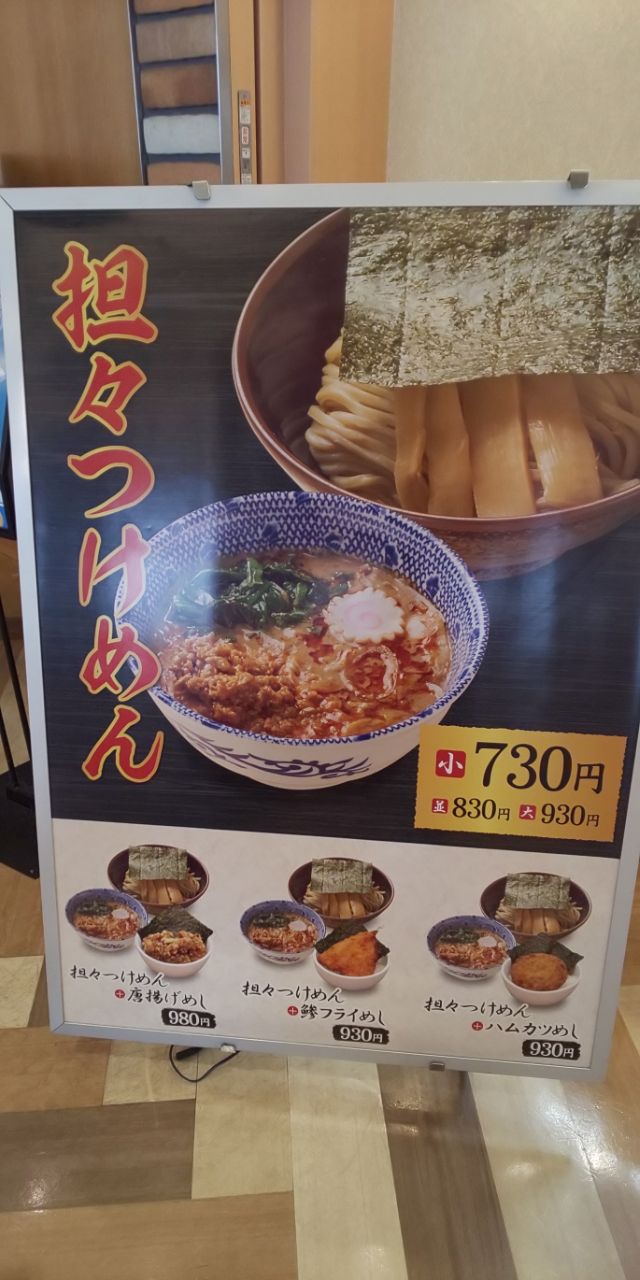 担々つけめん
小 730円
並 830円 大 930円
担々つけめん
+唐揚げめし
980円
担々つけめん
+鯵フライめし
930円
担々つけめん
+ハムカツめし
930円